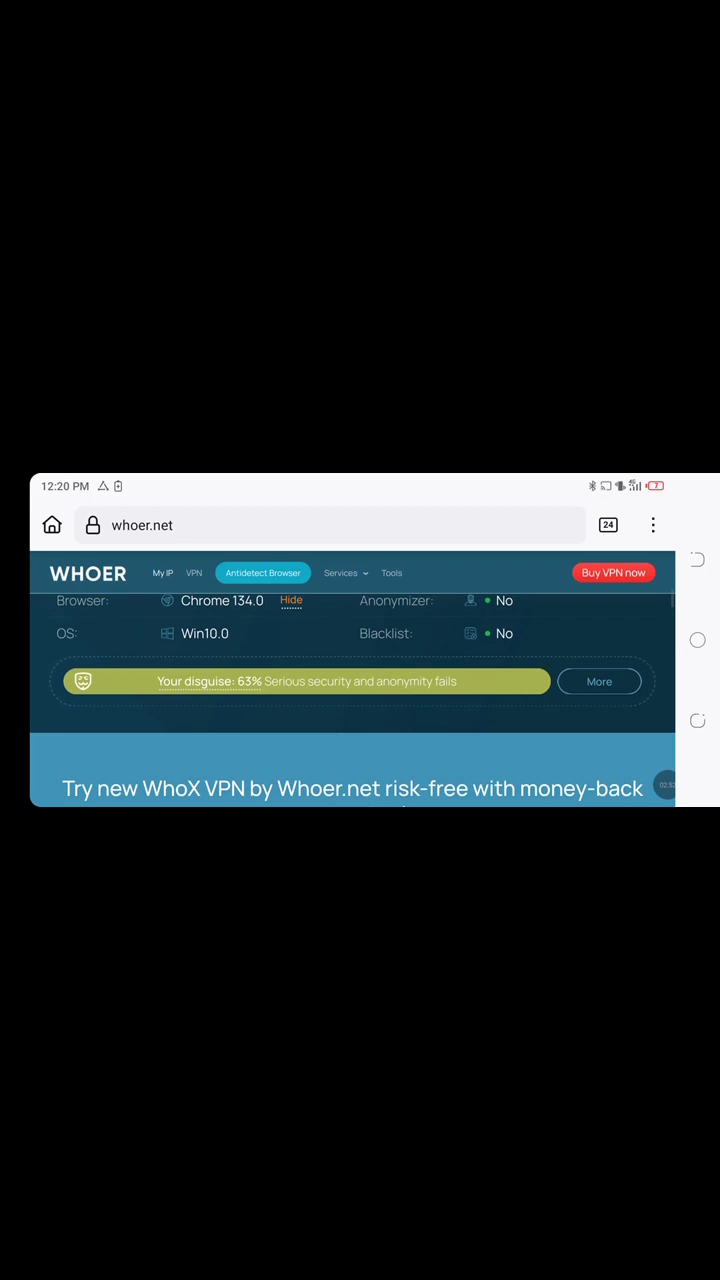 12:20 PM 7
whoer.net 24
WHOER My IP VPN Antidetect Browser Services Tools Buy VPN now
Browser: Chrome 134.0 Hide Anonymizer: No
OS: Win10.0 Blacklist: No
Your disguise: 63% Serious security and anonymity fails More
Try new WhoX VPN by Whoer.net risk-free with money-back